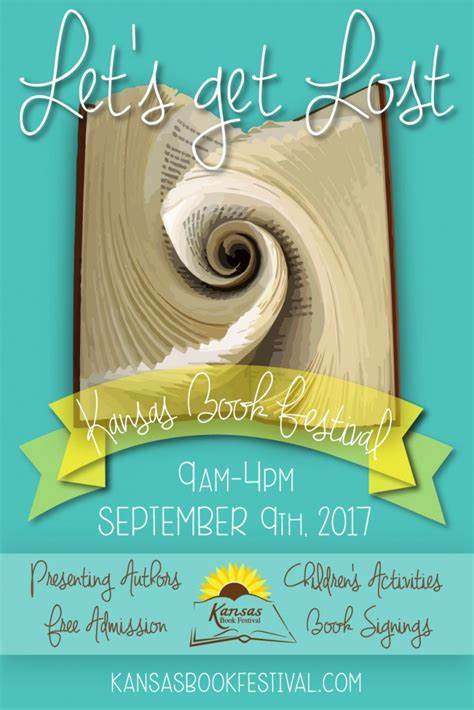 Let's get Lost
Kansas Book Festival
9AM-4PM
SEPTEMBER 9TH, 2017
Presenting Authors
Children's Activities
Free Admission
Book Signings
Kansas
Book Festival
KANSASBOOKFESTIVAL.COM